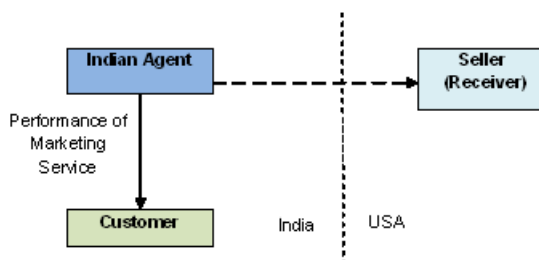 Indian Agent
Seller
(Receiver)
Performance of
Marketing
Service
Customer
India
USA